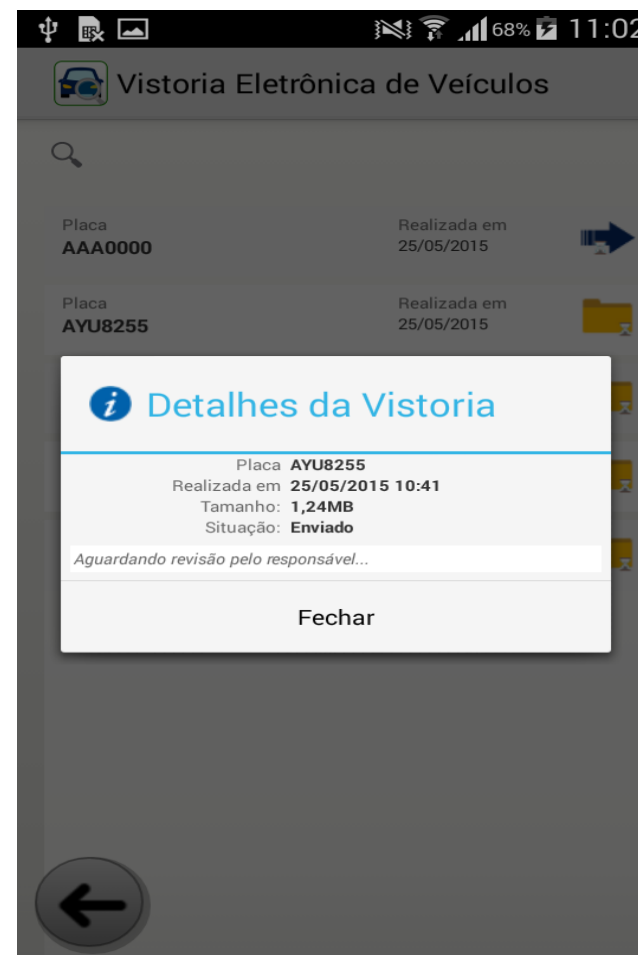 68% 11:02
Vistoria Eletrônica de Veículos
Placa Realizada em
AAA0000 25/05/2015
Placa Realizada em
AYU8255 25/05/2015
Detalhes da Vistoria
Placa AYU8255
Realizada em 25/05/2015 10:41
Tamanho: 1,24MB
Situação: Enviado
Aguardando revisão pelo responsável...
Fechar